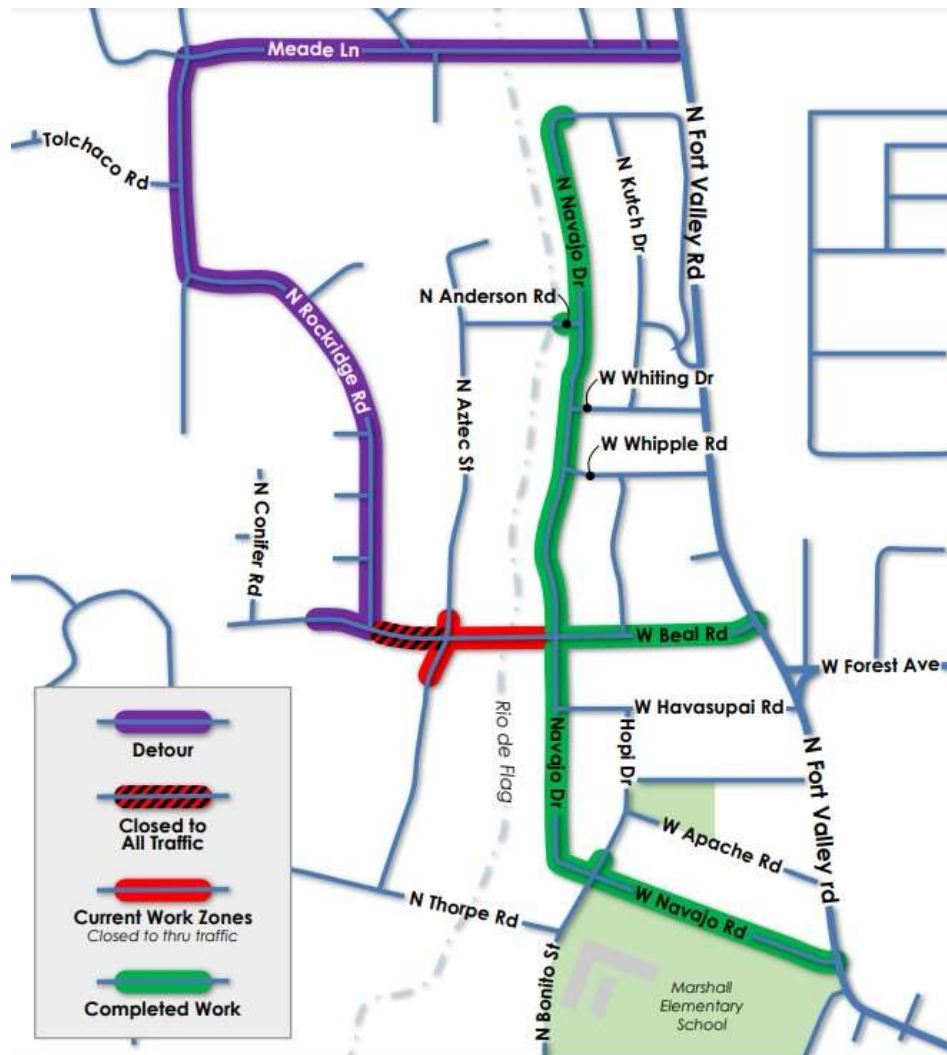 Meade Ln
Tolchaco Rd
N Fort Valley Rd
N Kutch Dr
N Navajo Dr
N Anderson Rd
N Rockridge Rd
W Whiting Dr
N Aztec St
W Whipple Rd
N Conifer Rd
W Beal Rd
W Forest Ave
W Havasupai Rd
Rio de Flag
Navajo Dr
Hopi Dr
N Fort Valley rd
W Apache Rd
N Thorpe Rd
W Navajo Rd
N Bonito St
Marshall
Elementary
School
Detour
Closed to
All Traffic
Current Work Zones
Closed to thru traffic
Completed Work